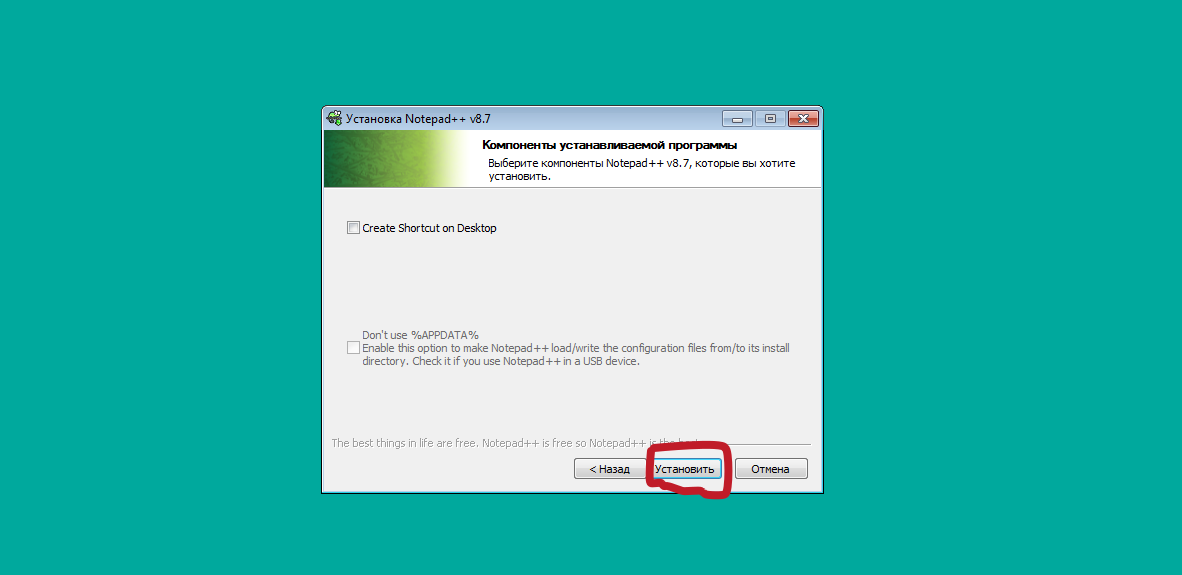 Установка Notepad++ v8.7
Компоненты устанавливаемой программы
Выберите компоненты Notepad++ v8.7, которые вы хотите
установить.
Create Shortcut on Desktop
Don't use %APPDATA%
Enable this option to make Notepad++ load/write the configuration files from/to its install
directory. Check it if you use Notepad++ in a USB device.
The best things in life are free. Notepad++ is free so Notepad++ is the
< Назад
Установить
Отмена